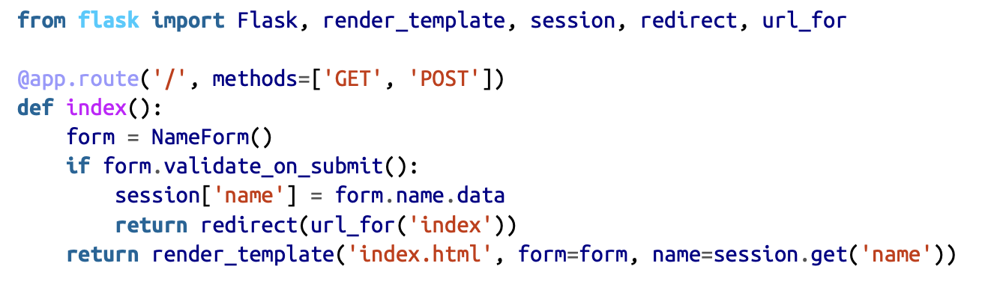 from flask import Flask, render_template, session, redirect, url_for
@app.route('/', methods=['GET', 'POST'])
def index():
    form = NameForm()
    if form.validate_on_submit():
        session['name'] = form.name.data
        return redirect(url_for('index'))
    return render_template('index.html', form=form, name=session.get('name'))